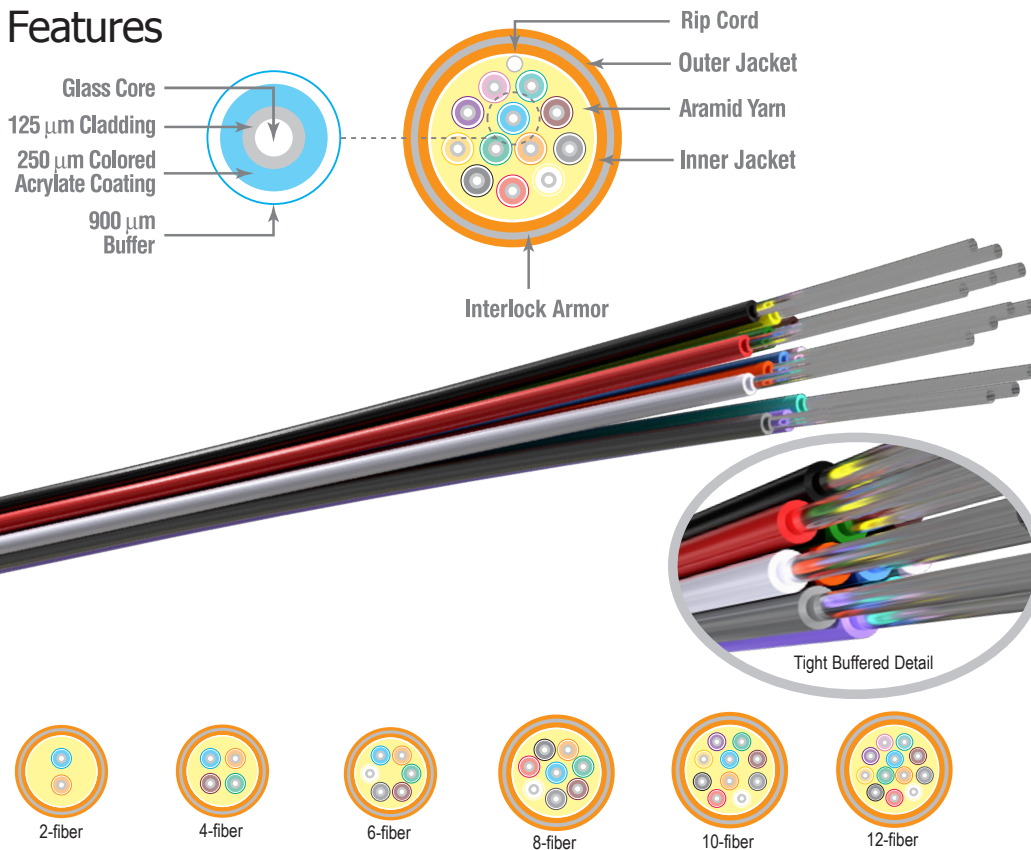 Features
Glass Core
125 μm Cladding
250 μm Colored
Acrylate Coating
900 μm
Buffer
Rip Cord
Outer Jacket
Aramid Yarn
Inner Jacket
Interlock Armor
Tight Buffered Detail
2-fiber
4-fiber
6-fiber
8-fiber
10-fiber
12-fiber